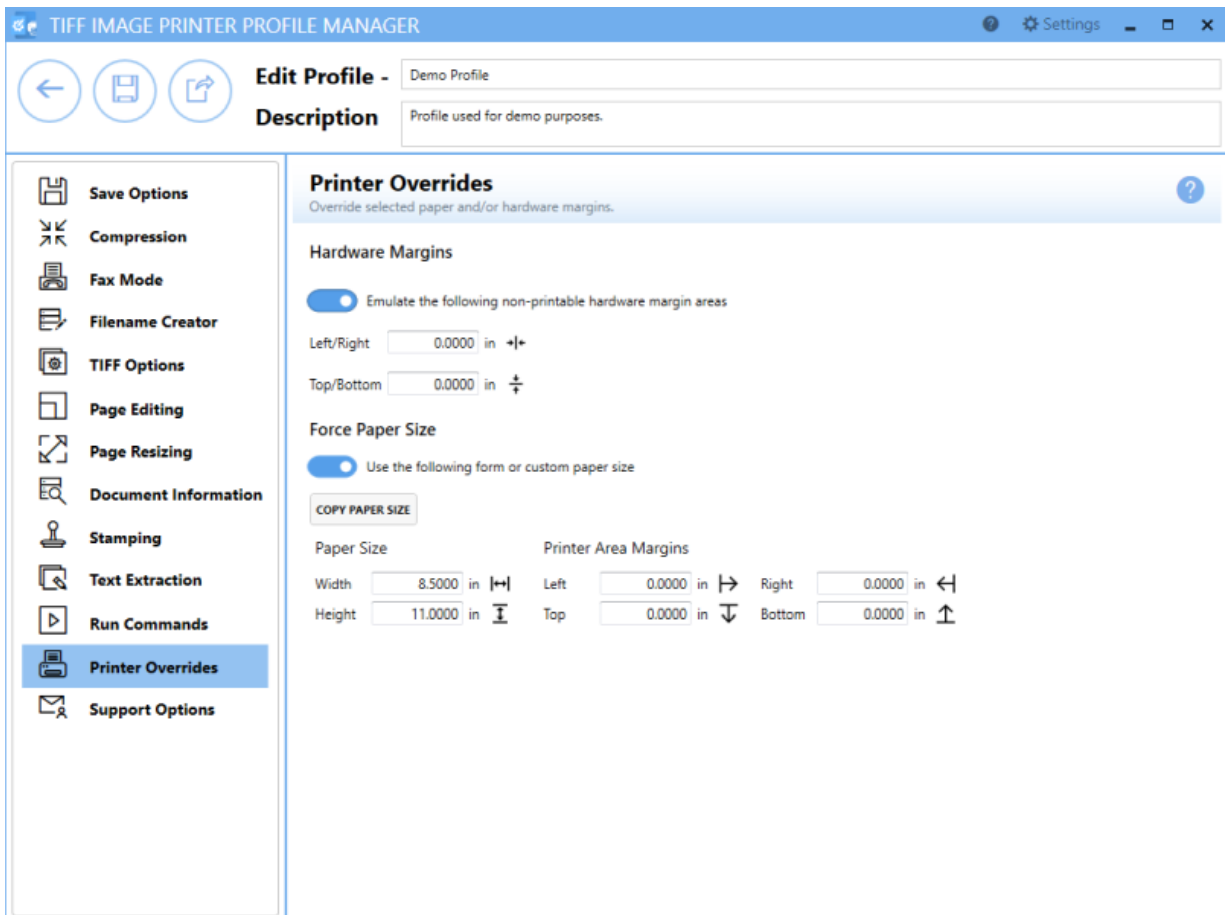 TIFF IMAGE PRINTER PROFILE MANAGER ? Settings
Edit Profile - Demo Profile
Description Profile used for demo purposes.
Save Options
Compression
Fax Mode
Filename Creator
TIFF Options
Page Editing
Page Resizing
Document Information
Stamping
Text Extraction
Run Commands
Printer Overrides
Support Options
Printer Overrides ?
Override selected paper and/or hardware margins.
Hardware Margins
Emulate the following non-printable hardware margin areas
Left/Right 0.0000 in
Top/Bottom 0.0000 in
Force Paper Size
Use the following form or custom paper size
COPY PAPER SIZE
Paper Size Printer Area Margins
Width 8.5000 in Left 0.0000 in Right 0.0000 in
Height 11.0000 in Top 0.0000 in Bottom 0.0000 in